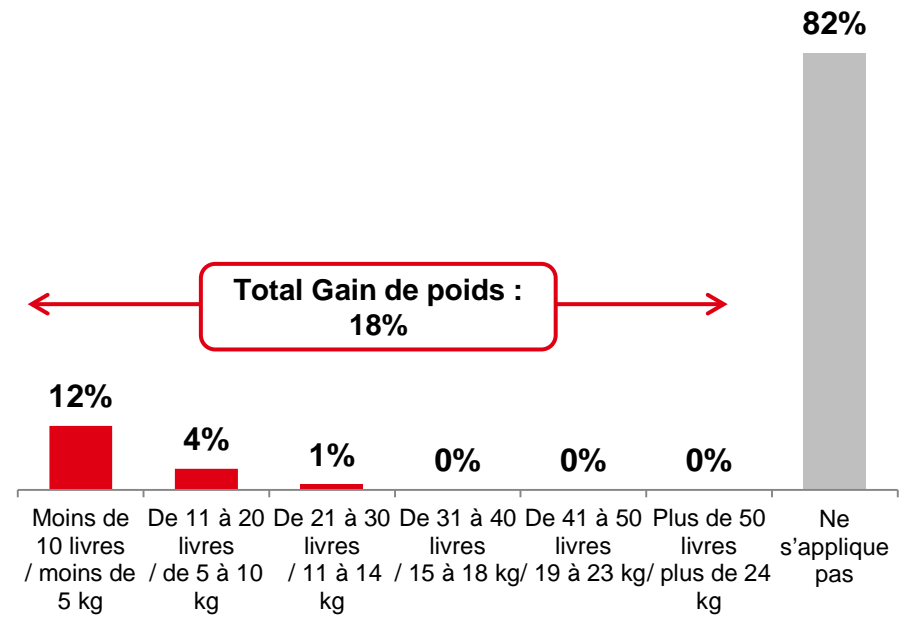 82%
Total Gain de poids :
18%
12%
4%
1%
0%
0%
0%
Moins de
10 livres
/ moins de
5 kg
De 11 à 20
livres
/ de 5 à 10
kg
De 21 à 30
livres
/ 11 à 14
kg
De 31 à 40
livres
/ 15 à 18 kg
De 41 à 50
livres
/ 19 à 23 kg
Plus de 50
livres
/ plus de 24
kg
Ne
s’applique
pas